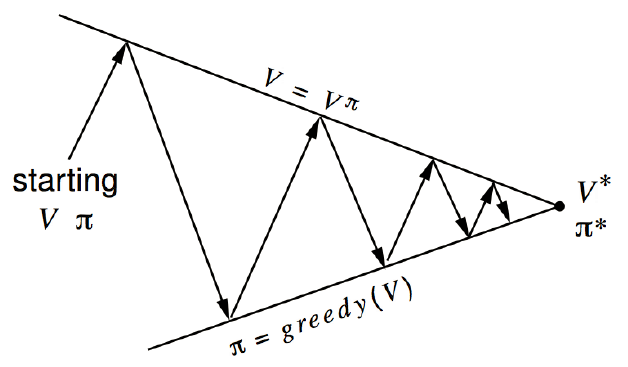 V = Vπ
starting
V π
V*
π*
π = greedy(V)